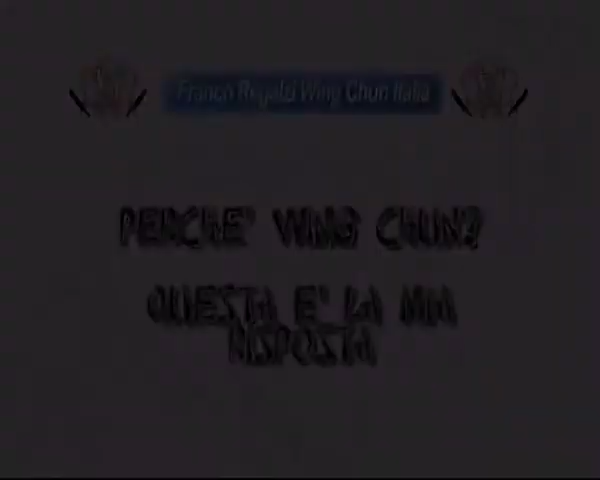 Franco Regalzi Wing Chun Italia
PERCHE' WING CHUN?
QUESTA E' LA MIA
RISPOSTA